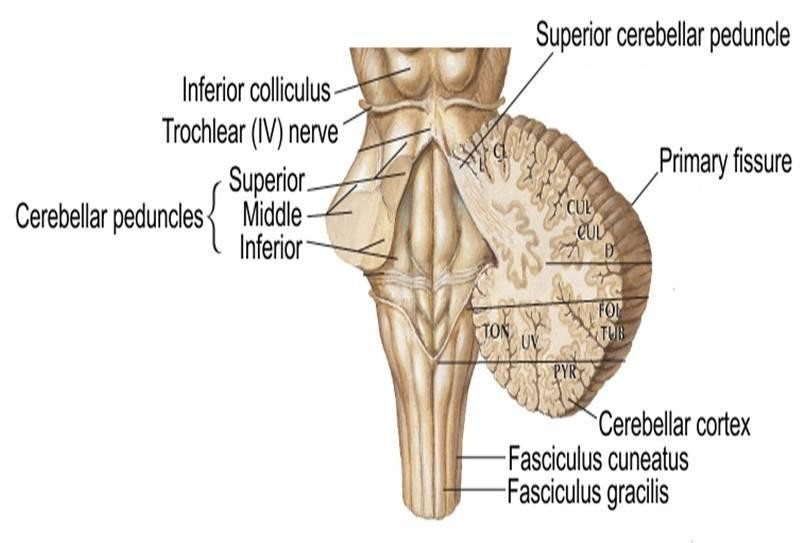 Superior cerebellar peduncle
Inferior colliculus
Trochlear (IV) nerve
Primary fissure
Superior
Cerebellar peduncles
Middle
Inferior
CL
CUL
CUL
D
FOL
TON
UV
TUB
PYR
Cerebellar cortex
Fasciculus cuneatus
Fasciculus gracilis